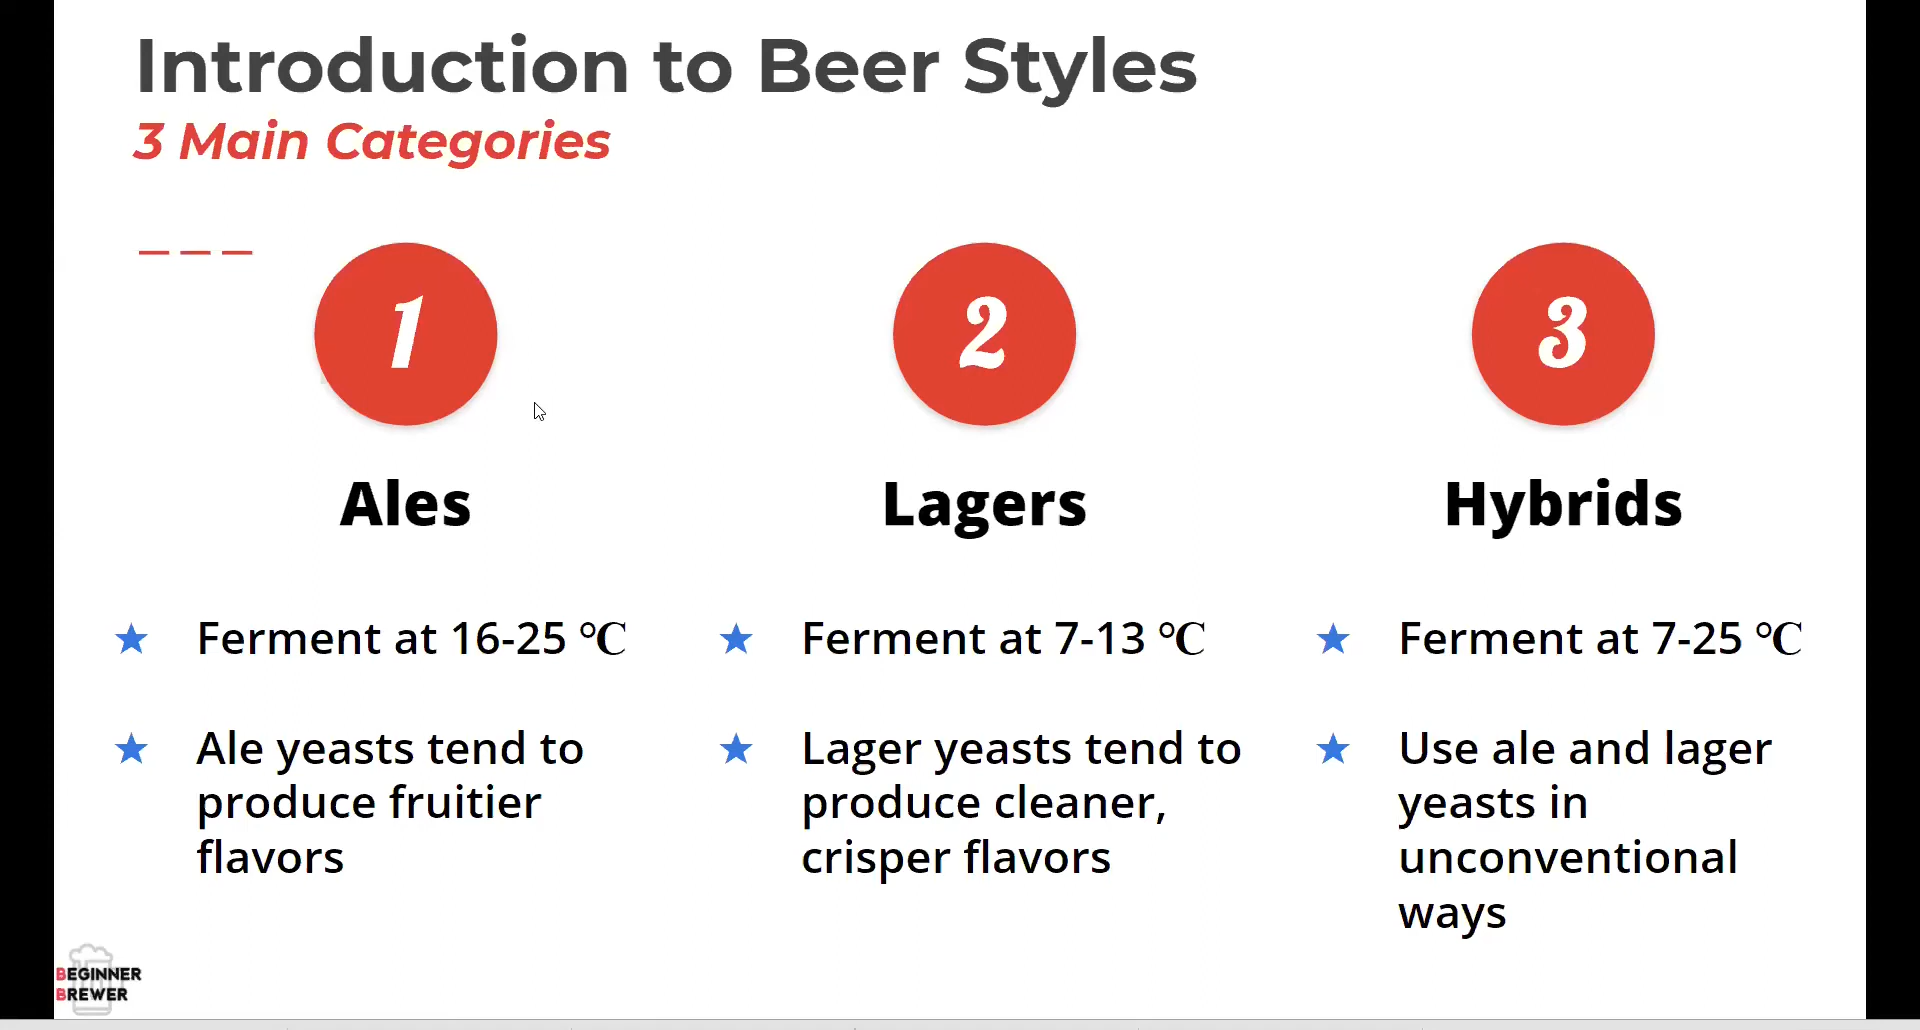 Introduction to Beer Styles
3 Main Categories
1
Ales
★ Ferment at 16-25 ℃
★ Ale yeasts tend to
produce fruitier
flavors
2
Lagers
★ Ferment at 7-13 ℃
★ Lager yeasts tend to
produce cleaner,
crisper flavors
3
Hybrids
★ Ferment at 7-25 ℃
★ Use ale and lager
yeasts in
unconventional
ways
BEGINNER
BREWER